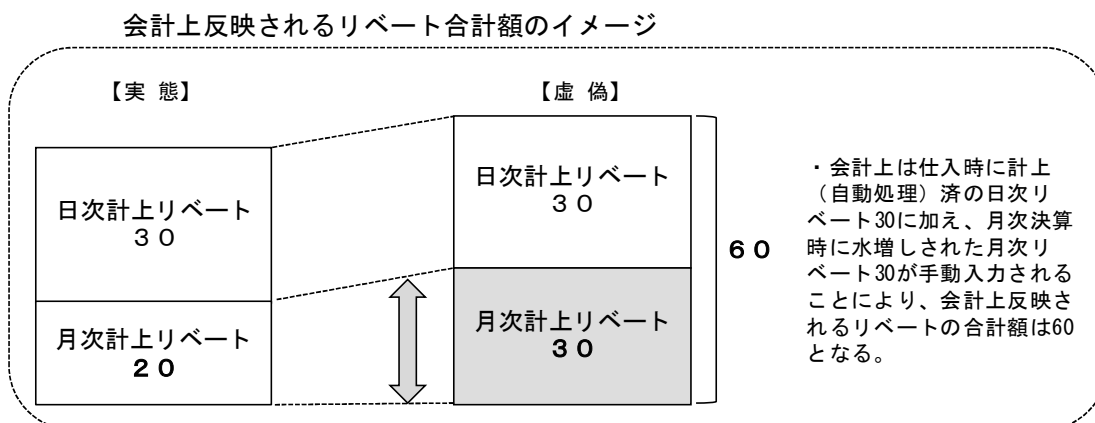 会計上反映されるリベート合計額のイメージ
【実 態】
【虚 偽】
日次計上リベート
３０
月次計上リベート
２０
日次計上リベート
３０
月次計上リベート
３０
６０
・会計上は仕入時に計上
（自動処理）済の日次リ
ベート30に加え、月次決算
時に水増しされた月次リ
ベート30が手動入力される
ことにより、会計上反映さ
れるリベートの合計額は60
となる。